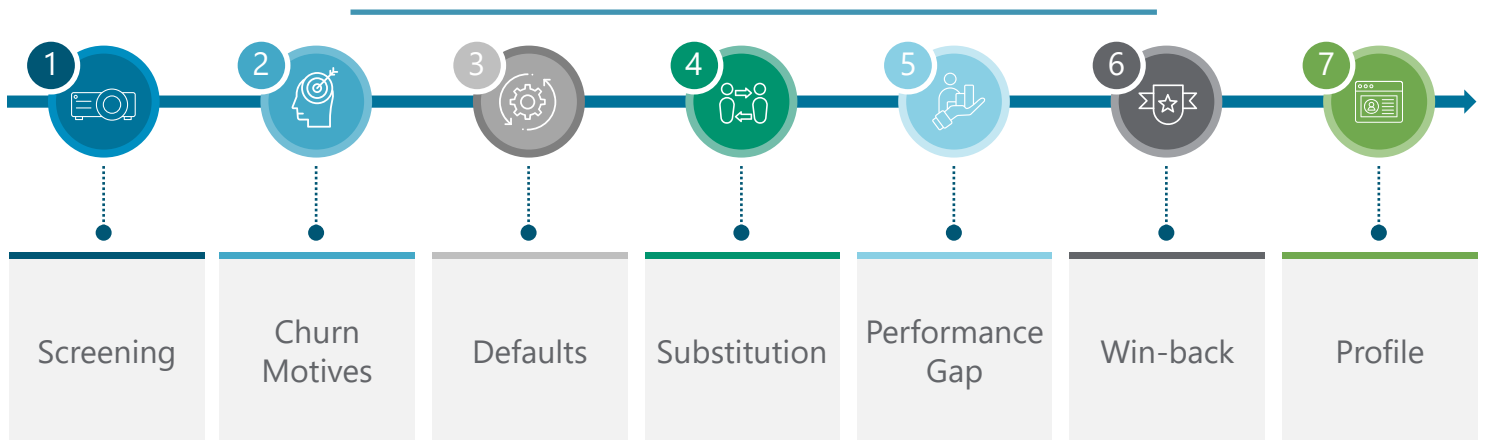 1
2
3
4
5
6
7
Screening
Churn
Motives
Defaults
Substitution
Performance
Gap
Win-back
Profile